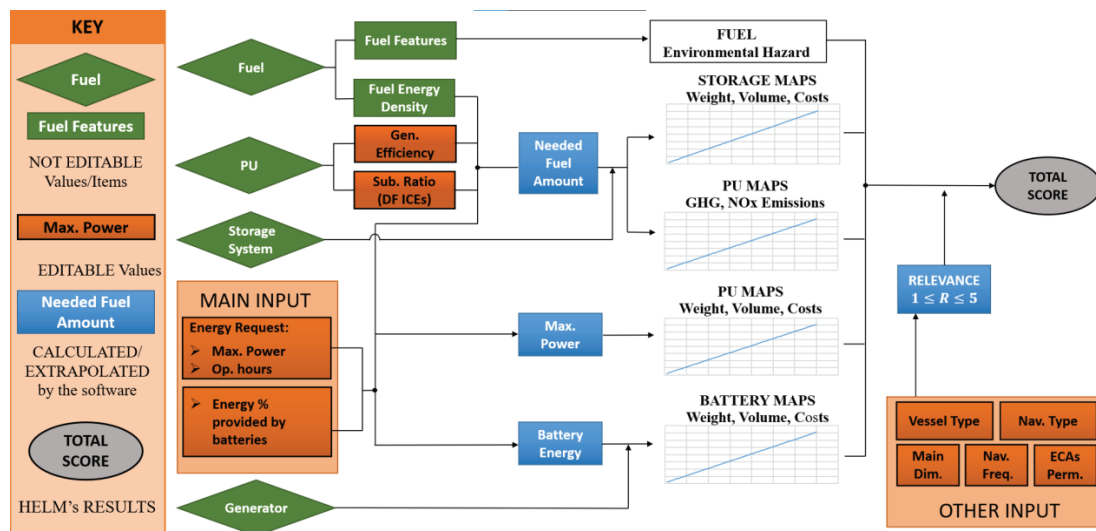 KEY
Fuel
Fuel Features
NOT EDITABLE
Values/Items
Max. Power
EDITABLE Values
Needed Fuel
Amount
CALCULATED/
EXTRAPOLATED
by the software
TOTAL
SCORE
HELM's RESULTS
Fuel
Fuel Features
Fuel Energy
Density
PU
Gen.
Efficiency
Sub. Ratio
(DF ICEs)
Storage
System
MAIN INPUT
Energy Request:
➢ Max. Power
➢ Op. hours
➢ Energy %
provided by
batteries
Generator
Needed
Fuel
Amount
Max.
Power
Battery
Energy
FUEL
Environmental Hazard
STORAGE MAPS
Weight, Volume, Costs
PU MAPS
GHG, NOx Emissions
PU MAPS
Weight, Volume, Costs
BATTERY MAPS
Weight, Volume, Costs
TOTAL
SCORE
RELEVANCE
1 ≤ R ≤ 5
Vessel Type
Nav. Type
Main
Dim.
Nav.
Freq.
ECAs
Perm.
OTHER INPUT